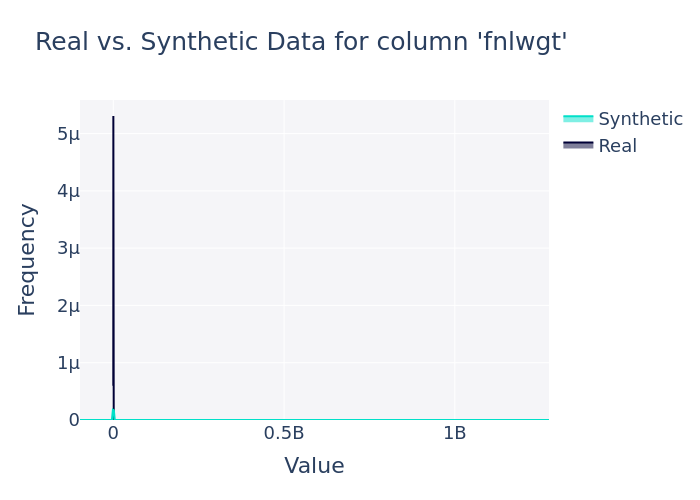 Real vs. Synthetic Data for column 'fnlwgt'
Synthetic
Real
Frequency
5μ
4μ
3μ
2μ
1μ
0
0
0.5B
1B
Value